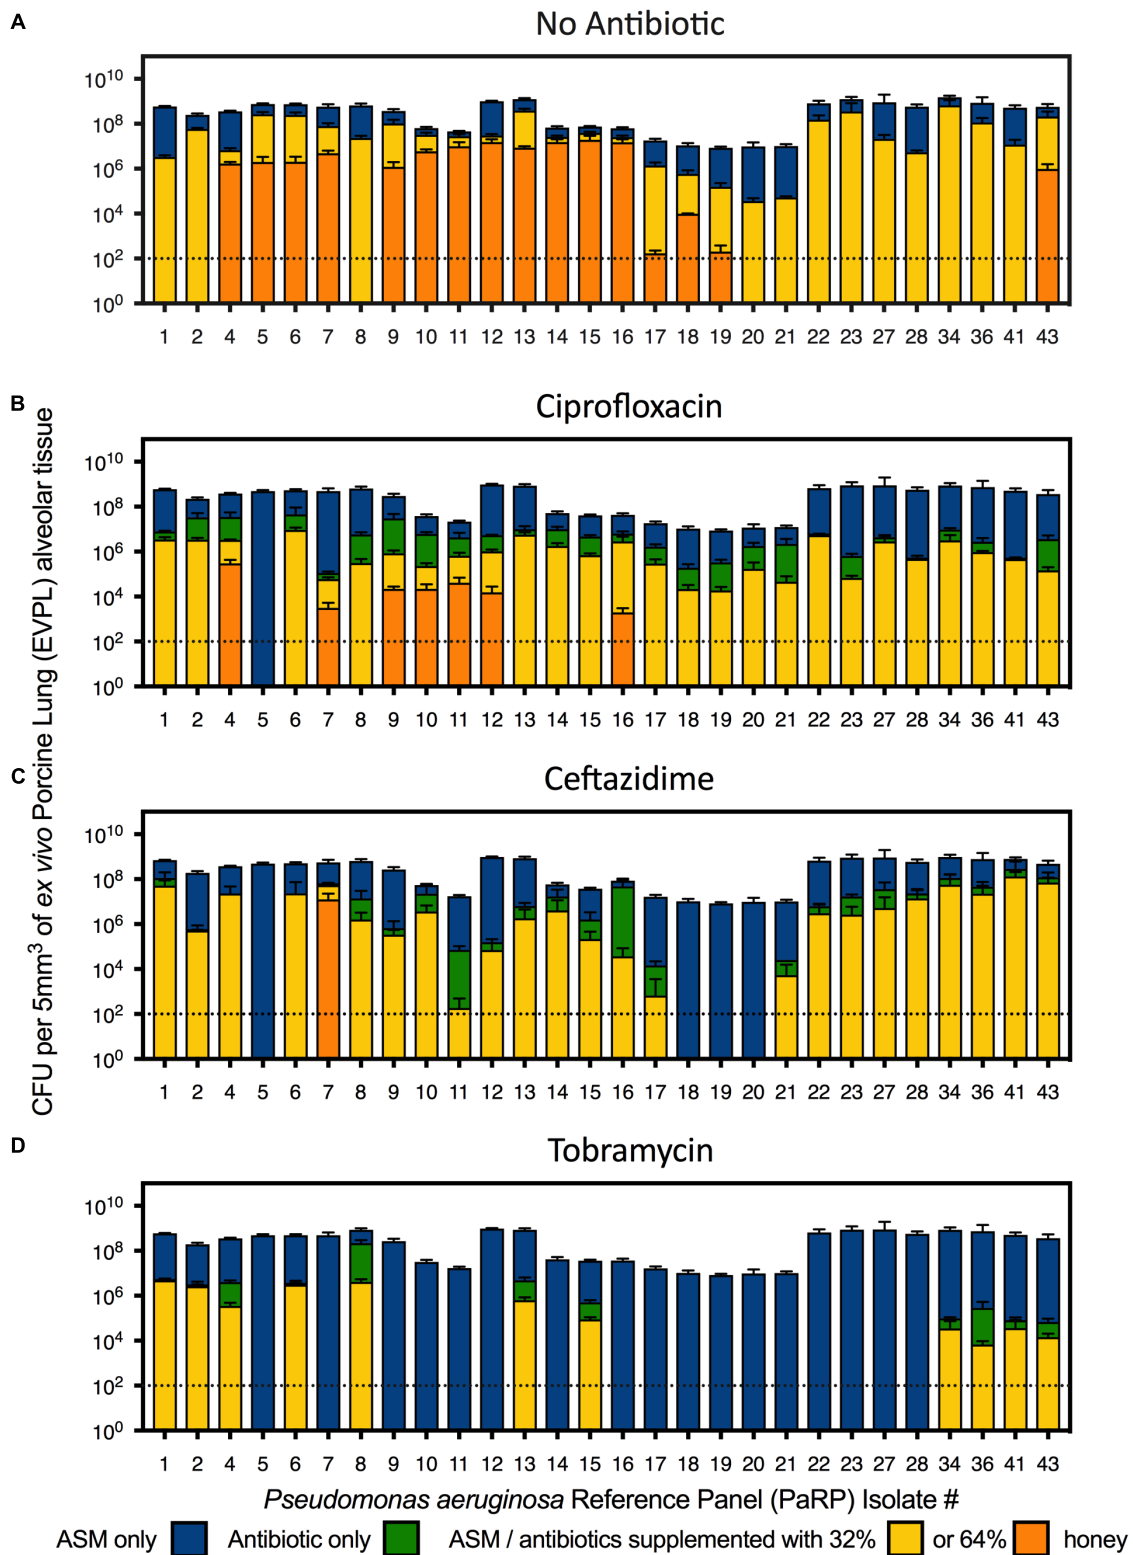 A
No Antibiotic
10^10
10^8
10^6
10^4
10^2
10^0
1 2 4 5 6 7 8 9 10 11 12 13 14 15 16 17 18 19 20 21 22 23 27 28 34 36 41 43
B
Ciprofloxacin
10^10
10^8
10^6
10^4
10^2
10^0
1 2 4 5 6 7 8 9 10 11 12 13 14 15 16 17 18 19 20 21 22 23 27 28 34 36 41 43
CFU per 5mm³ of ex vivo Porcine Lung (EVPL) alveolar tissue
C
Ceftazidime
10^10
10^8
10^6
10^4
10^2
10^0
1 2 4 5 6 7 8 9 10 11 12 13 14 15 16 17 18 19 20 21 22 23 27 28 34 36 41 43
D
Tobramycin
10^10
10^8
10^6
10^4
10^2
10^0
1 2 4 5 6 7 8 9 10 11 12 13 14 15 16 17 18 19 20 21 22 23 27 28 34 36 41 43
Pseudomonas aeruginosa Reference Panel (PaRP) Isolate #
ASM only Antibiotic only ASM / antibiotics supplemented with 32% or 64% honey